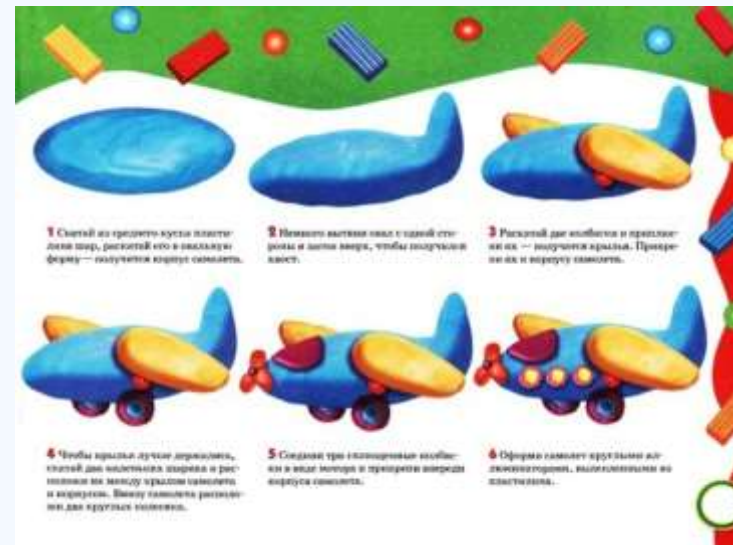 1 Скатай из среднего куска пласти-
лина шар, раскатай его в овальную
форму — получится корпус самолета.
2 Немного вытяни овал с одной сто-
роны и загни вверх, чтобы получился
хвост.
3 Раскатай две колбаски и приплюс-
ни их — получатся крылья. Прикре-
пи их к корпусу самолета.
4 Чтобы крылья лучше держались,
скатай два маленьких шарика и рас-
положи их между крылом самолета
и корпусом. Внизу самолета располо-
жи два круглых колесика.
5 Соедини три сплющенные колбас-
ки в виде мотора и прикрепи впереди
корпуса самолета.
6 Оформи самолет круглыми ил-
люминаторами, вылепленными из
пластилина.